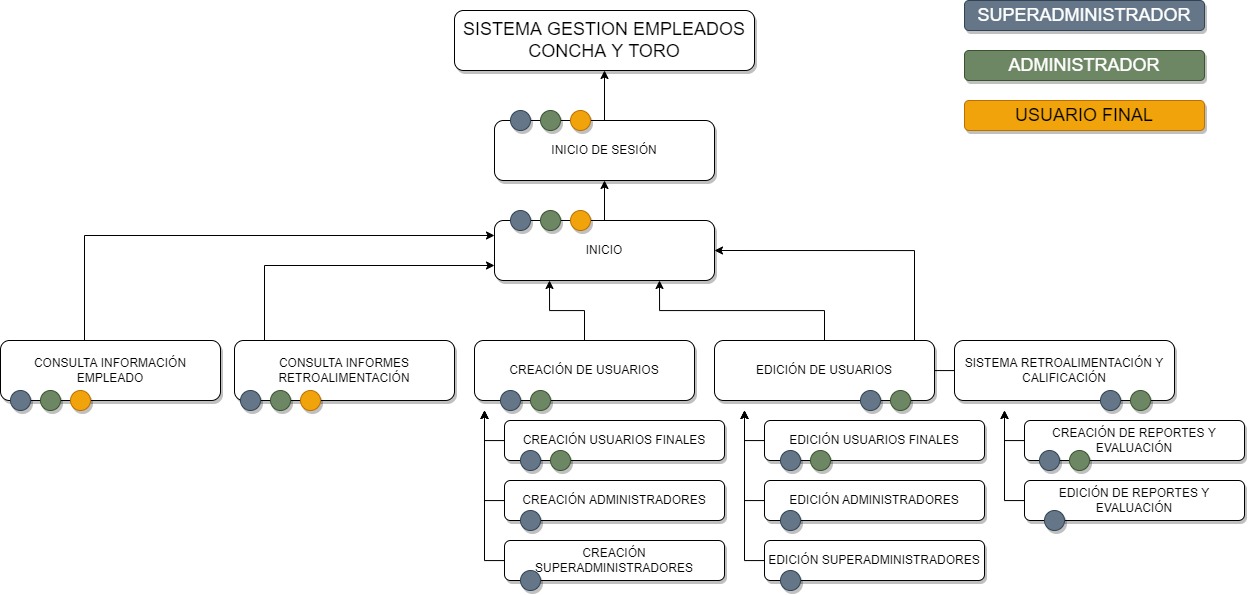 SISTEMA GESTION EMPLEADOS
CONCHA Y TORO
SUPERADMINISTRADOR
ADMINISTRADOR
USUARIO FINAL
INICIO DE SESIÓN
INICIO
CONSULTA INFORMACIÓN
EMPLEADO
CONSULTA INFORMES
RETROALIMENTACIÓN
CREACIÓN DE USUARIOS
EDICIÓN DE USUARIOS
SISTEMA RETROALIMENTACIÓN Y
CALIFICACIÓN
CREACIÓN USUARIOS FINALES
CREACIÓN ADMINISTRADORES
CREACIÓN
SUPERADMINISTRADORES
EDICIÓN USUARIOS FINALES
EDICIÓN ADMINISTRADORES
EDICIÓN SUPERADMINISTRADORES
CREACIÓN DE REPORTES Y
EVALUACIÓN
EDICIÓN DE REPORTES Y
EVALUACIÓN